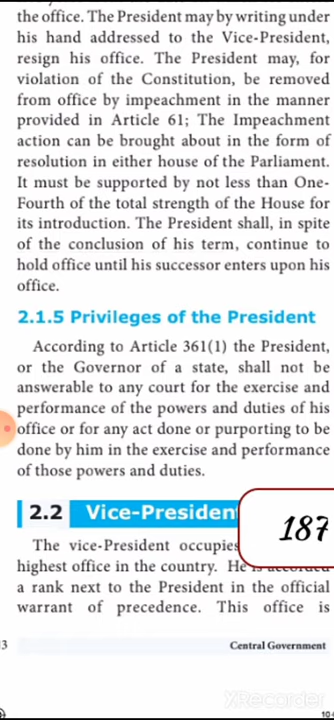 the office. The President may by writing under
his hand addressed to the Vice-President,
resign his office. The President may, for
violation of the Constitution, be removed
from office by impeachment in the manner
provided in Article 61; The Impeachment
action can be brought about in the form of
resolution in either house of the Parliament.
It must be supported by not less than One-
Fourth of the total strength of the House for
its introduction. The President shall, in spite
of the conclusion of his term, continue to
hold office until his successor enters upon his
office.
2.1.5 Privileges of the President
According to Article 361(1) the President,
or the Governor of a state, shall not be
answerable to any court for the exercise and
performance of the powers and duties of his
office or for any act done or purporting to be
done by him in the exercise and performance
of those powers and duties.
2.2 Vice-President
187
The vice-President occupies
highest office in the country. He is accorded
a rank next to the President in the official
warrant of precedence. This office is
3 Central Government
XRecorder